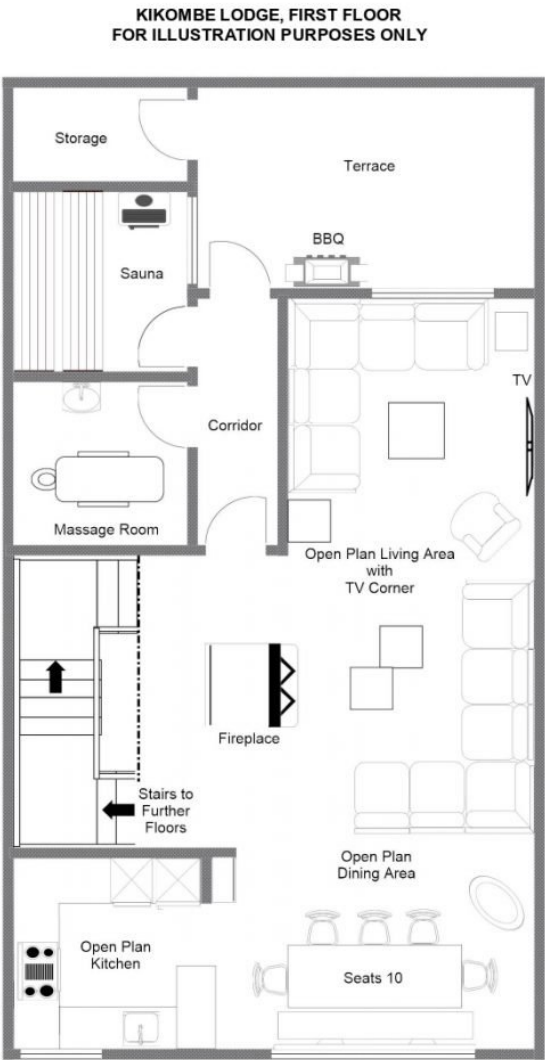 KIKOMBE LODGE, FIRST FLOOR
FOR ILLUSTRATION PURPOSES ONLY
Storage
Terrace
BBQ
Sauna
TV
Corridor
Massage Room
Open Plan Living Area
with
TV Corner
Fireplace
Stairs to
Further
Floors
Open Plan
Dining Area
Open Plan
Kitchen
Seats 10